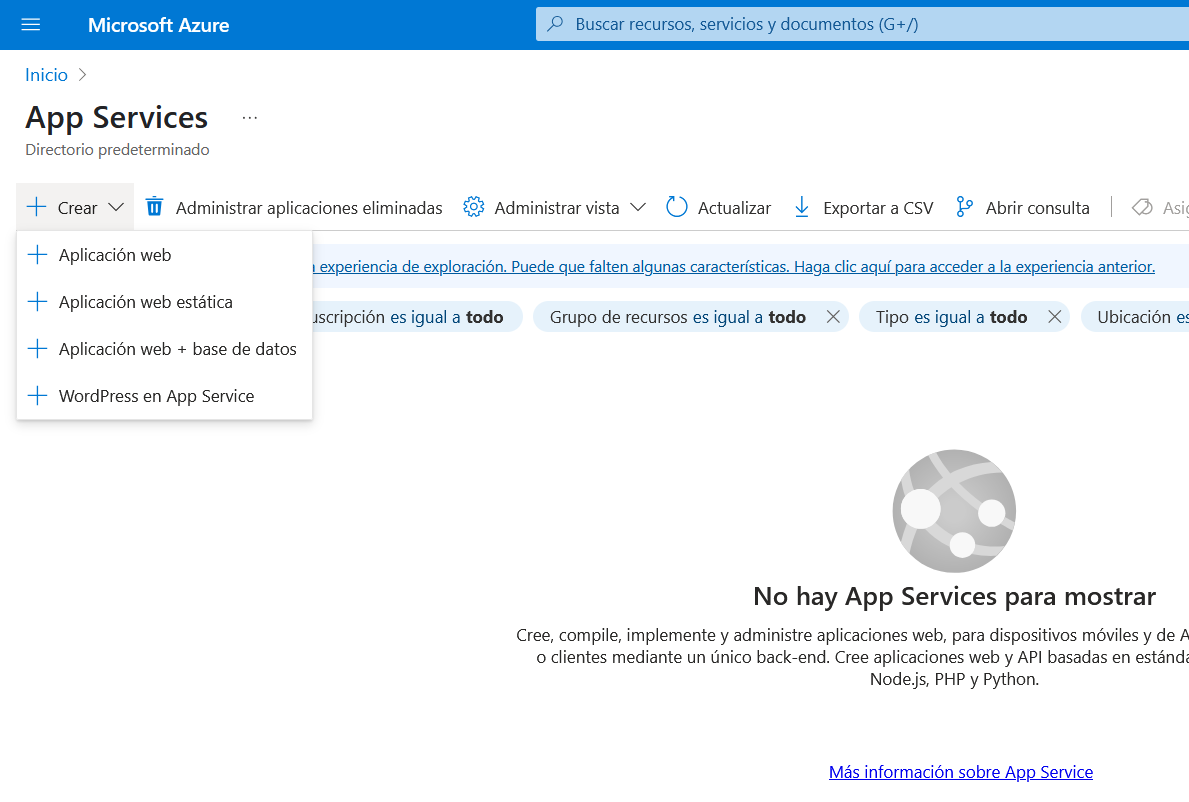 Microsoft Azure
Buscar recursos, servicios y documentos (G+/)
Inicio
App Services
Directorio predeterminado
Crear
Administrar aplicaciones eliminadas
Administrar vista
Actualizar
Exportar a CSV
Abrir consulta
Aplicación web
Aplicación web estática
Aplicación web + base de datos
WordPress en App Service
experiencia de exploración. Puede que falten algunas características. Haga clic aquí para acceder a la experiencia anterior.
es igual a todo
Grupo de recursos es igual a todo
Tipo es igual a todo
Ubicación es
No hay App Services para mostrar
Cree, compile, implemente y administre aplicaciones web, para dispositivos móviles y de A
o clientes mediante un único back-end. Cree aplicaciones web y API basadas en
Node.js, PHP y Python.
Más información sobre App Service